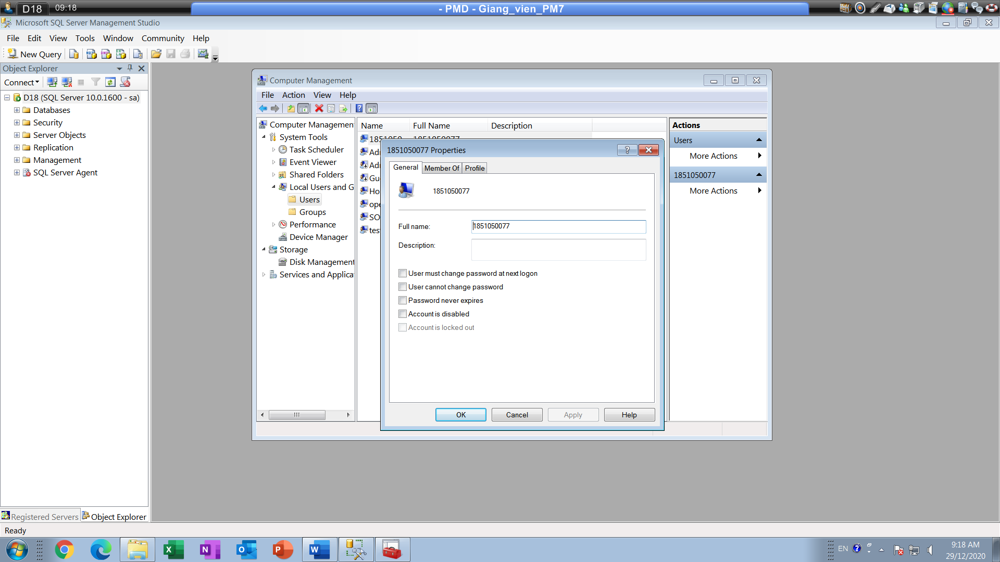 D18
09:18
- PMD - Giang_vien_PM7
Microsoft SQL Server Management Studio
File Edit View Tools Window Community Help
New Query
Object Explorer
Connect
D18 (SQL Server 10.0.1600 - sa)
Databases
Security
Server Objects
Replication
Management
SQL Server Agent
Registered Servers
Object Explorer
Ready
Computer Management
File Action View Help
Computer Managemen
System Tools
Task Scheduler
Event Viewer
Shared Folders
Local Users and G
Users
Groups
Performance
Device Manager
Storage
Disk Management
Services and Applica
Name Full Name Description
1851050 1851050077
Ad
Ad
Gu
Ho
ope
SQ
tes
Actions
Users
More Actions
1851050077
More Actions
1851050077 Properties
General Member Of Profile
1851050077
Full name: 1851050077
Description:
User must change password at next logon
User cannot change password
Password never expires
Account is disabled
Account is locked out
OK Cancel Apply Help
EN
9:18 AM
29/12/2020